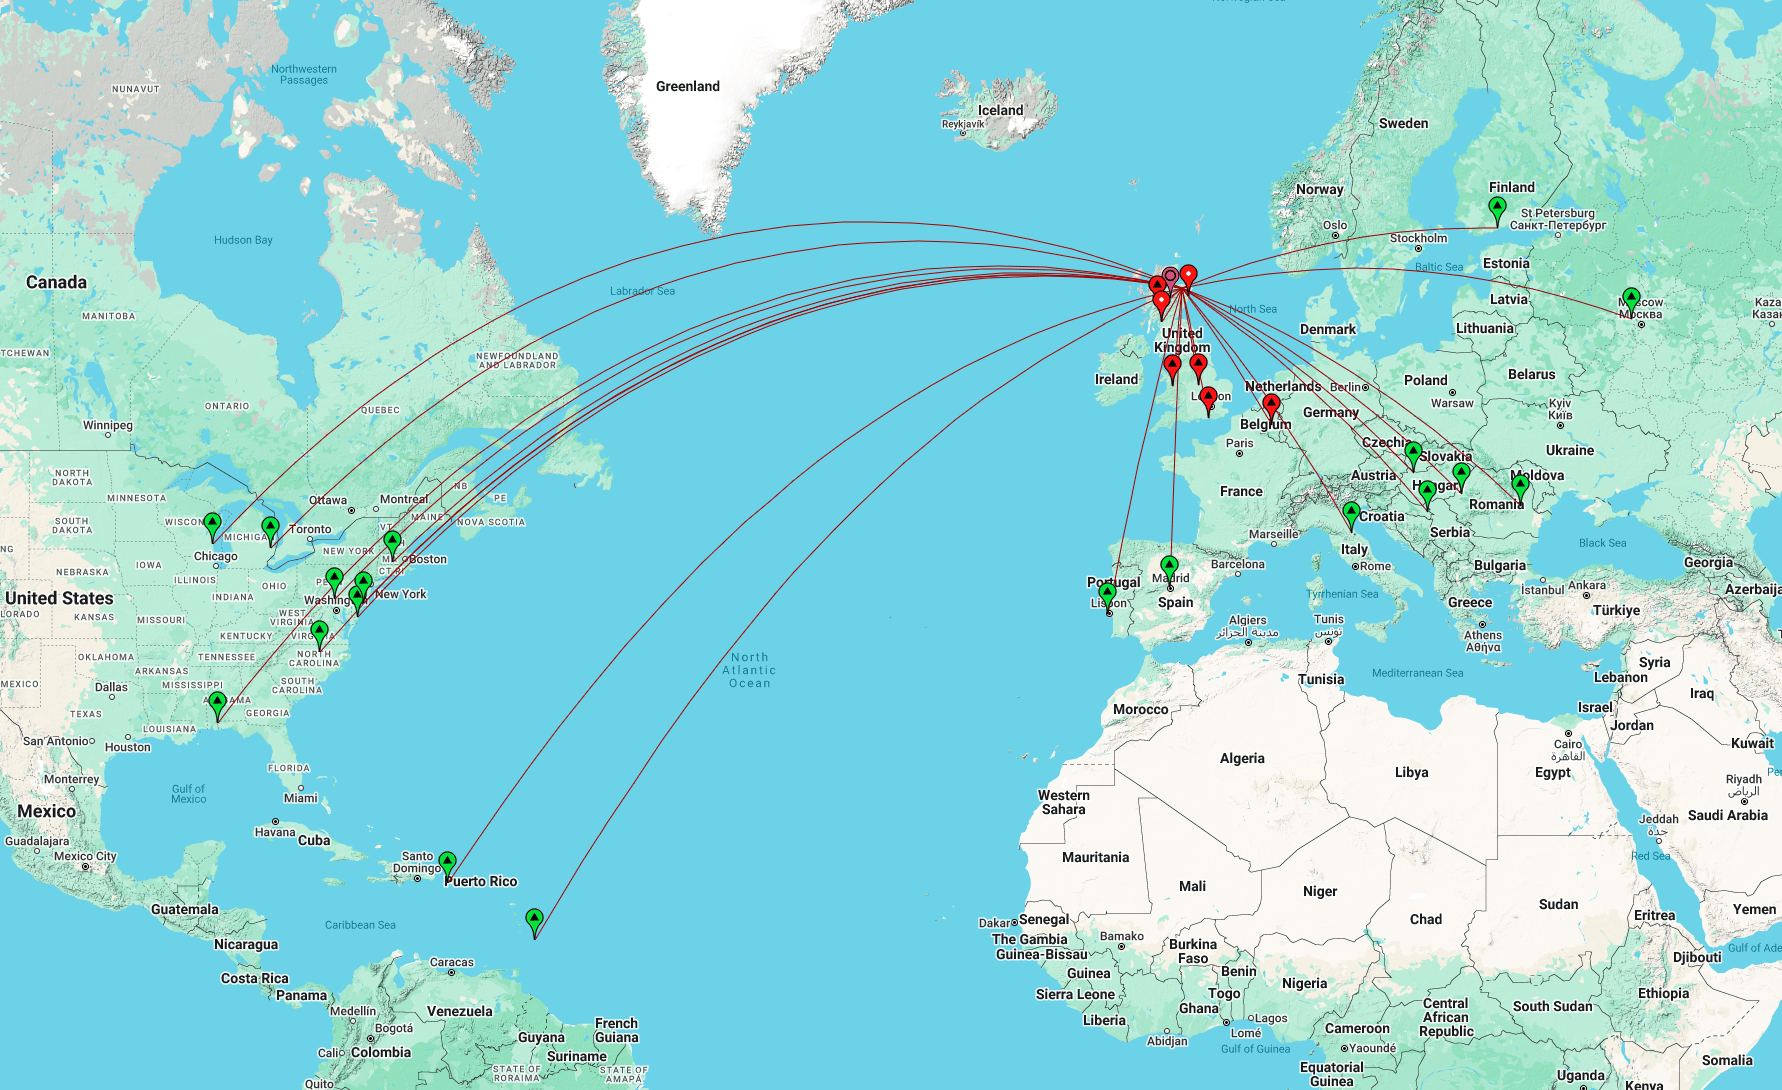 Norwegian Sea
Northwestern
Passages
NUNAVUT
Greenland
Iceland
Reykjavík
Sweden
Norway
Finland
St Petersburg
Санкт-Петербург
Oslo
Stockholm
Hudson Bay
Estonia
Baltic Sea
Canada
Labrador Sea
North Sea
Latvia
Moscow
Москва
MANITOBA
Denmark
Lithuania
United
Kingdom
TCHEWAN
NEWFOUNDLAND
AND LABRADOR
Ireland
Netherlands
Berlin
Poland
Warsaw
Belarus
ONTARIO
QUEBEC
London
Germany
Kyiv
Київ
Winnipeg
Belgium
Paris
Czechia
Slovakia
Ukraine
NORTH
DAKOTA
MINNESOTA
Ottawa
Montreal
NB
PE
Austria
Hungary
Moldova
France
Romania
SOUTH
DAKOTA
WISCON
MICHIGAN
Toronto
VT
MAINE
NOVA SCOTIA
Croatia
Serbia
Marseille
Black Sea
Chicago
NEW YORK
Boston
Italy
Rome
Bulgaria
Georgia
IOWA
NEBRASKA
ILLINOIS
OHIO
CT
RI
Portugal
Madrid
Barcelona
İstanbul
Ankara
Azerbaija
United States
INDIANA
Washington
New York
Lisbon
Spain
Tyrrhenian Sea
Greece
Türkiye
KANSAS
MISSOURI
WEST
VIRGINIA
Algiers
مدينة الجزائر
Tunis
تونس
Athens
Αθήνα
KENTUCKY
VIRGINIA
OKLAHOMA
TENNESSEE
NORTH
CAROLINA
ARKANSAS
North
Atlantic
Ocean
Mediterranean Sea
Syria
Lebanon
MEXICO
Dallas
MISSISSIPPI
SOUTH
CAROLINA
Tunisia
Iraq
ALABAMA
GEORGIA
Morocco
Israel
Jordan
TEXAS
LOUISIANA
San Antonio
Houston
Cairo
القاهرة
Kuwait
Algeria
Libya
Egypt
FLORIDA
Monterrey
Gulf of
Mexico
Miami
Western
Sahara
Riyadh
الرياض
Mexico
Havana
Cuba
Jeddah
جدة
Saudi Arabia
Guadalajara
Mexico City
Santo
Domingo
Mauritania
Red Sea
Puerto Rico
Mali
Niger
Guatemala
Chad
Sudan
Eritrea
Yemen
Caribbean Sea
Dakar
Senegal
Nicaragua
The Gambia
Bamako
Burkina
Faso
Gulf of Ade
Guinea-Bissau
Djibouti
Caracas
Costa Rica
Guinea
Benin
Panama
Sierra Leone
Togo
Nigeria
Ethiopia
Medellín
Venezuela
Ghana
Central
African
Republic
South Sudan
Bogotá
Guyana
French
Guiana
Liberia
Lagos
Lomé
Cameroon
Cali
Colombia
Suriname
Abidjan
Gulf of Guinea
Yaoundé
Somalia
STATE OF
RORAIMA
STATE OF
AMAPÁ
Equatorial
Guinea
Uganda
Kenya
Quito